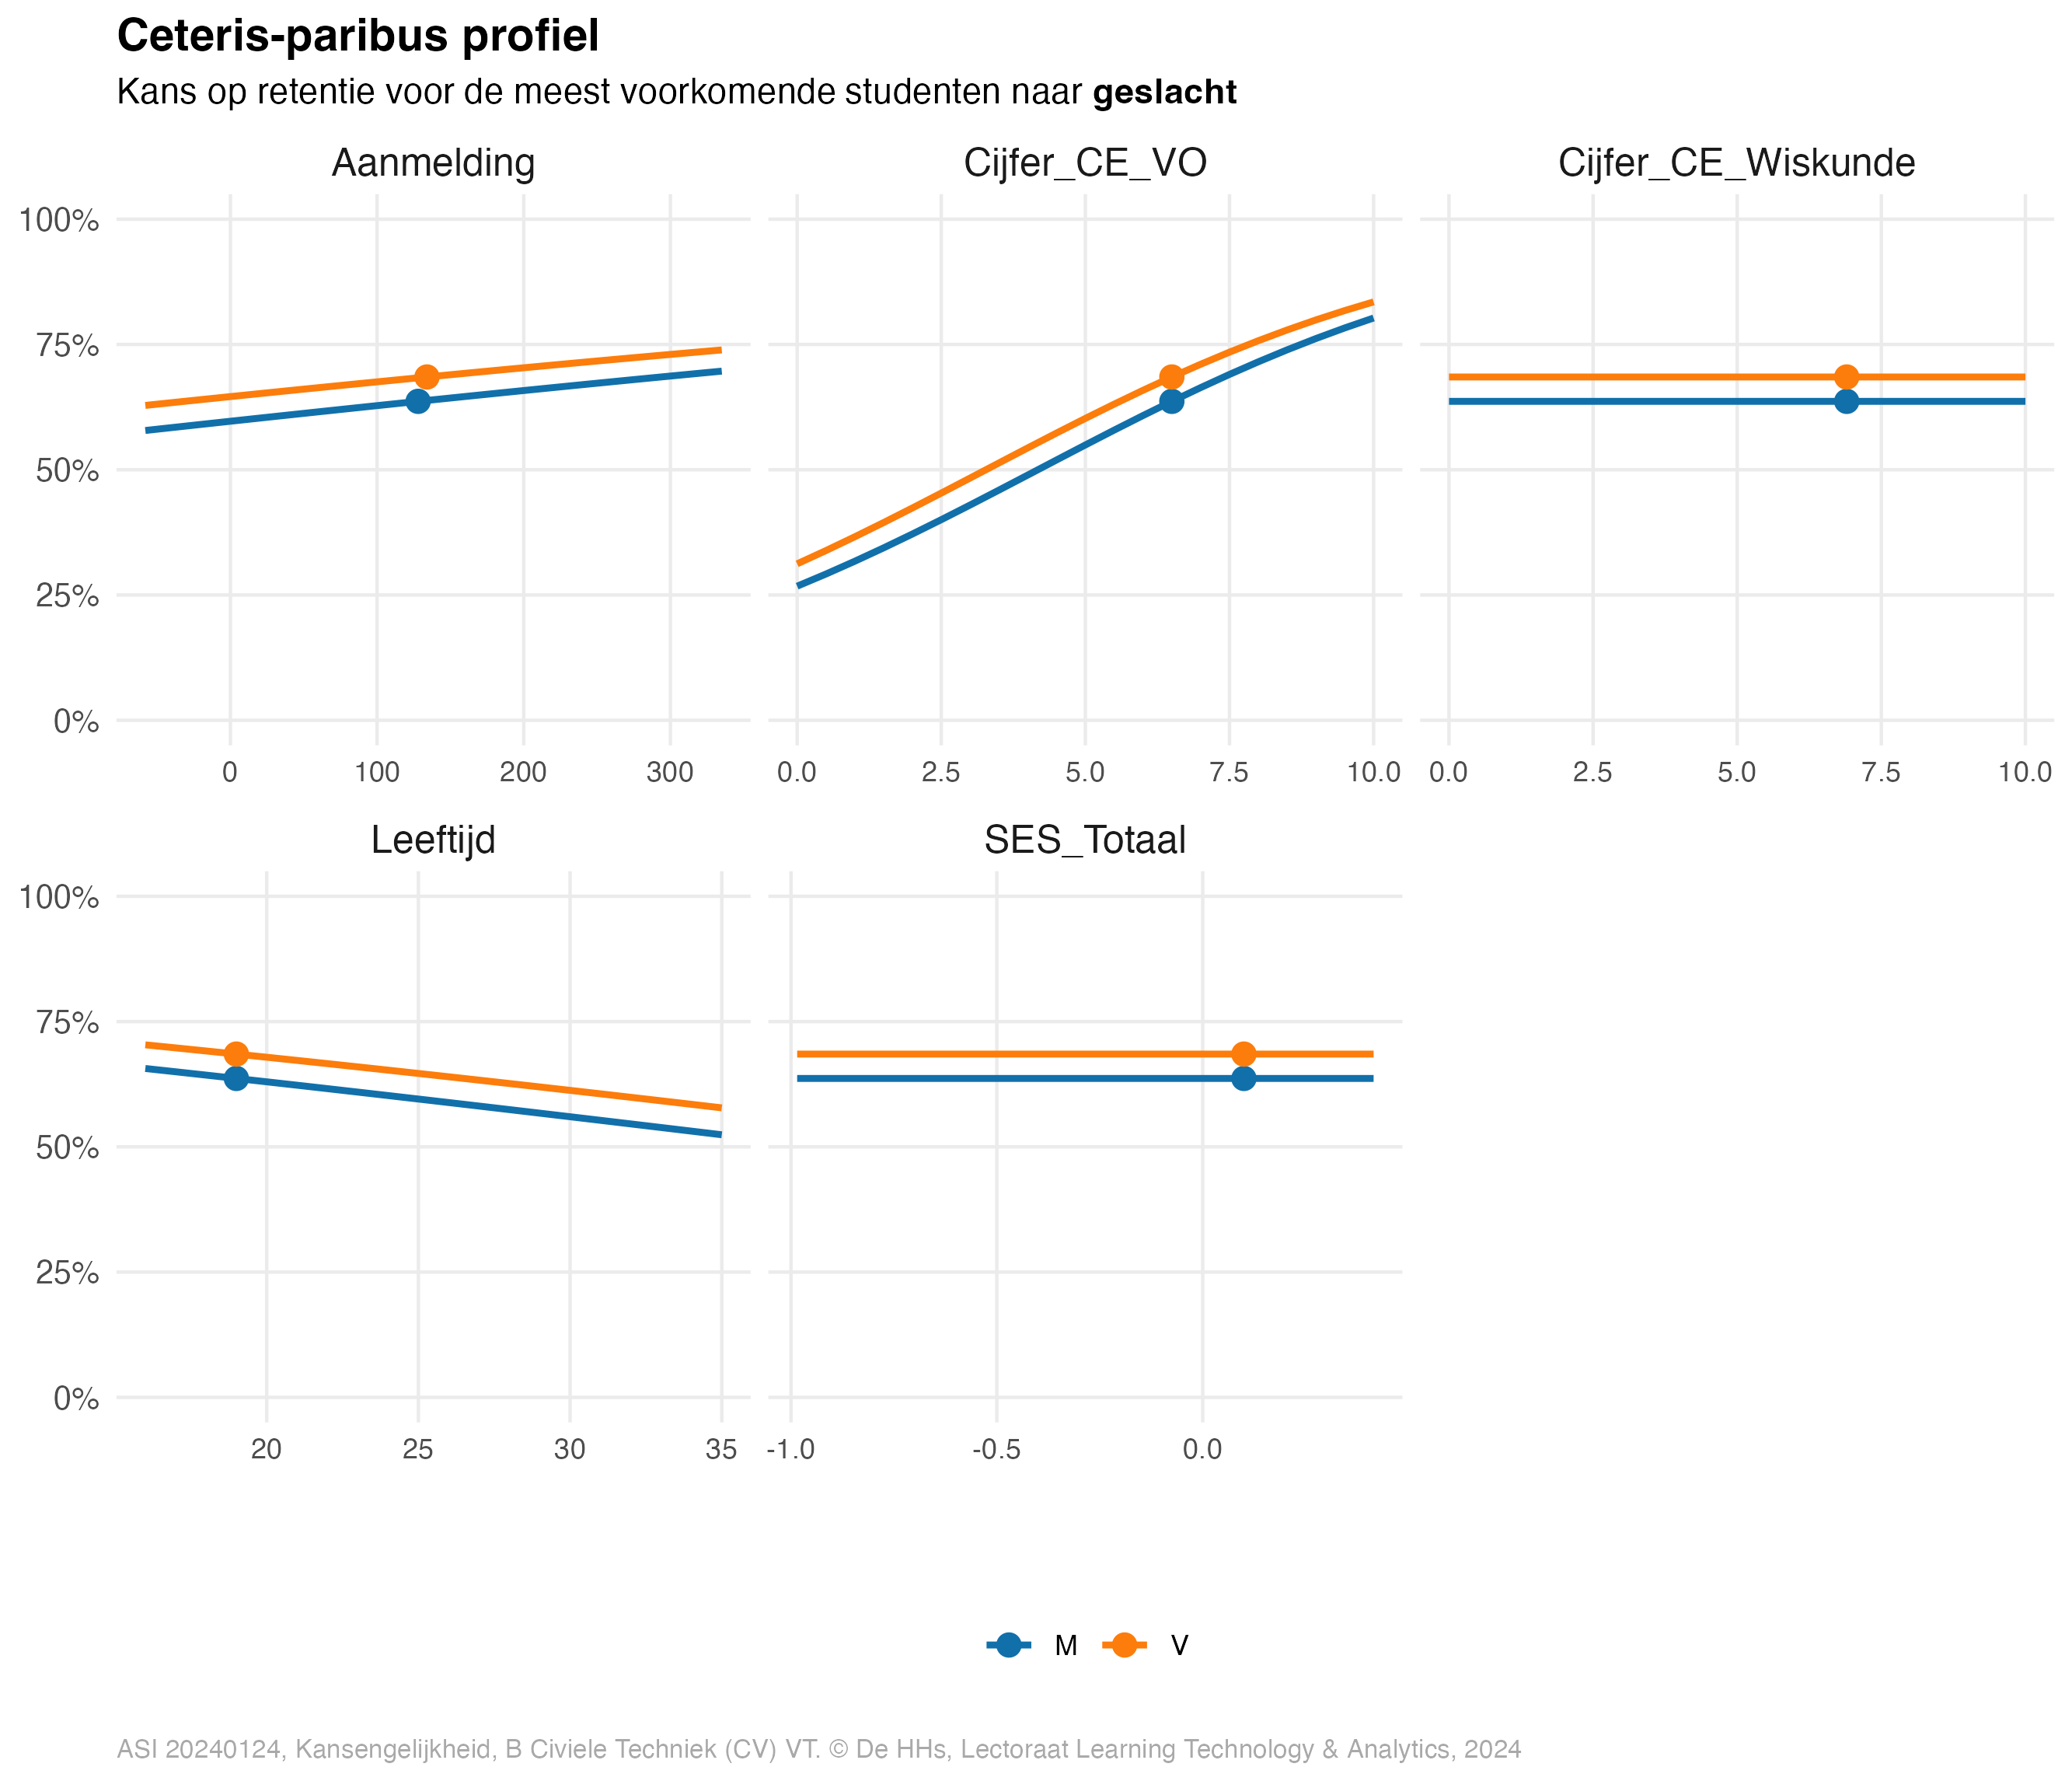 Ceteris-paribus profiel
Kans op retentie voor de meest voorkomende studenten naar geslacht
Aanmelding
Cijfer_CE_VO
Cijfer_CE_Wiskunde
100%
75%
50%
25%
0%
0 100 200 300
0.0 2.5 5.0 7.5 10.0
0.0 2.5 5.0 7.5 10.0
Leeftijd
SES_Totaal
100%
75%
50%
25%
0%
20 25 30 35
-1.0 -0.5 0.0
M V
ASI 20240124, Kansengelijkheid, B Civiele Techniek (CV) VT. © De HHs, Lectoraat Learning Technology & Analytics, 2024